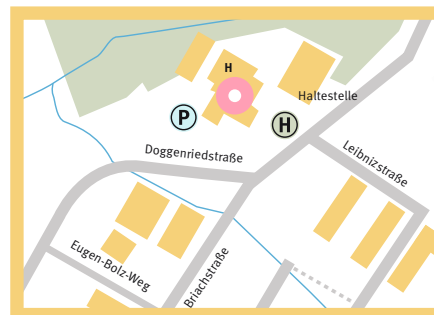 H
Haltestelle
P
H
Doggenriedstraße
Leibnizstraße
Eugen-Bolz-Weg
Briachstraße